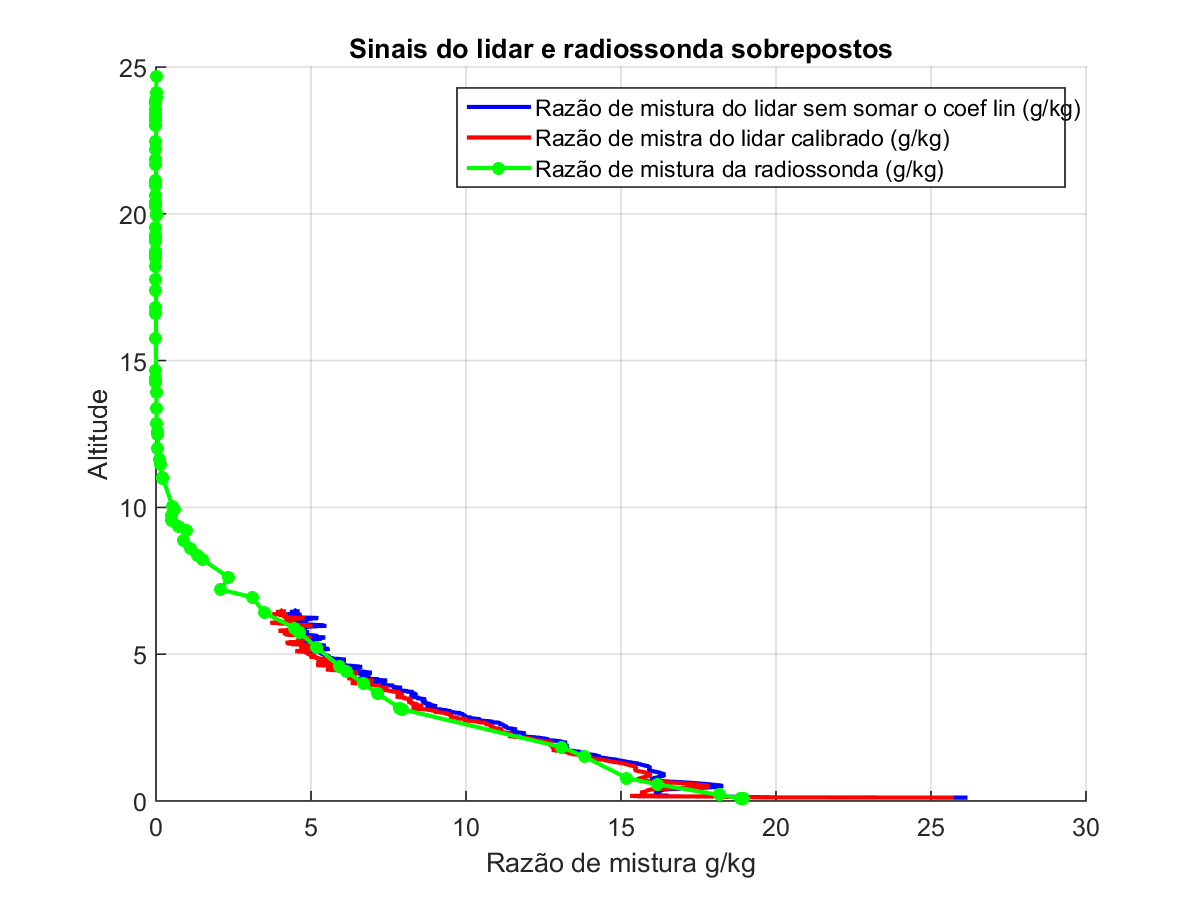 Sinais do lidar e radiossonda sobrepostos
25
Razão de mistura do lidar sem somar o coef lin (g/kg)
Razão de mistra do lidar calibrado (g/kg)
Razão de mistura da radiossonda (g/kg)
20
15
Altitude
10
5
0
0 5 10 15 20 25 30
Razão de mistura g/kg